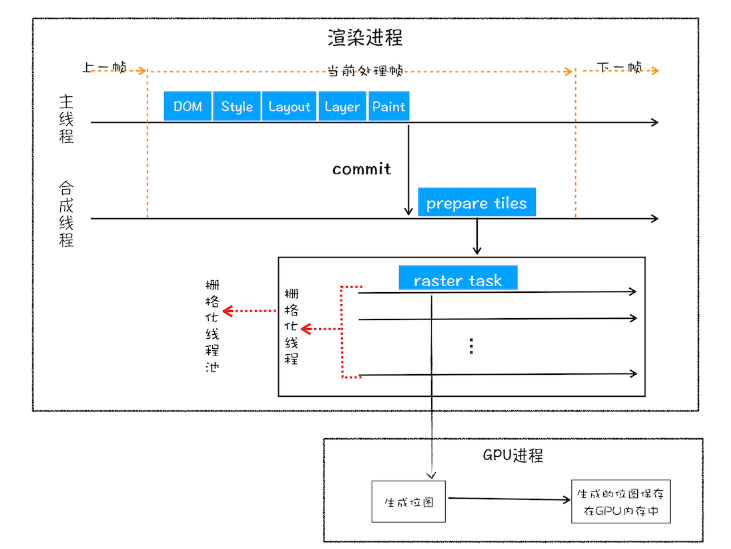 渲染进程
上一帧
当前处理帧
下一帧
主线程
DOM
Style
Layout
Layer
Paint
commit
合成线程
prepare tiles
栅格化线程池
栅格化线程
raster task
...
GPU进程
生成位图
生成的位图保存
在GPU内存中